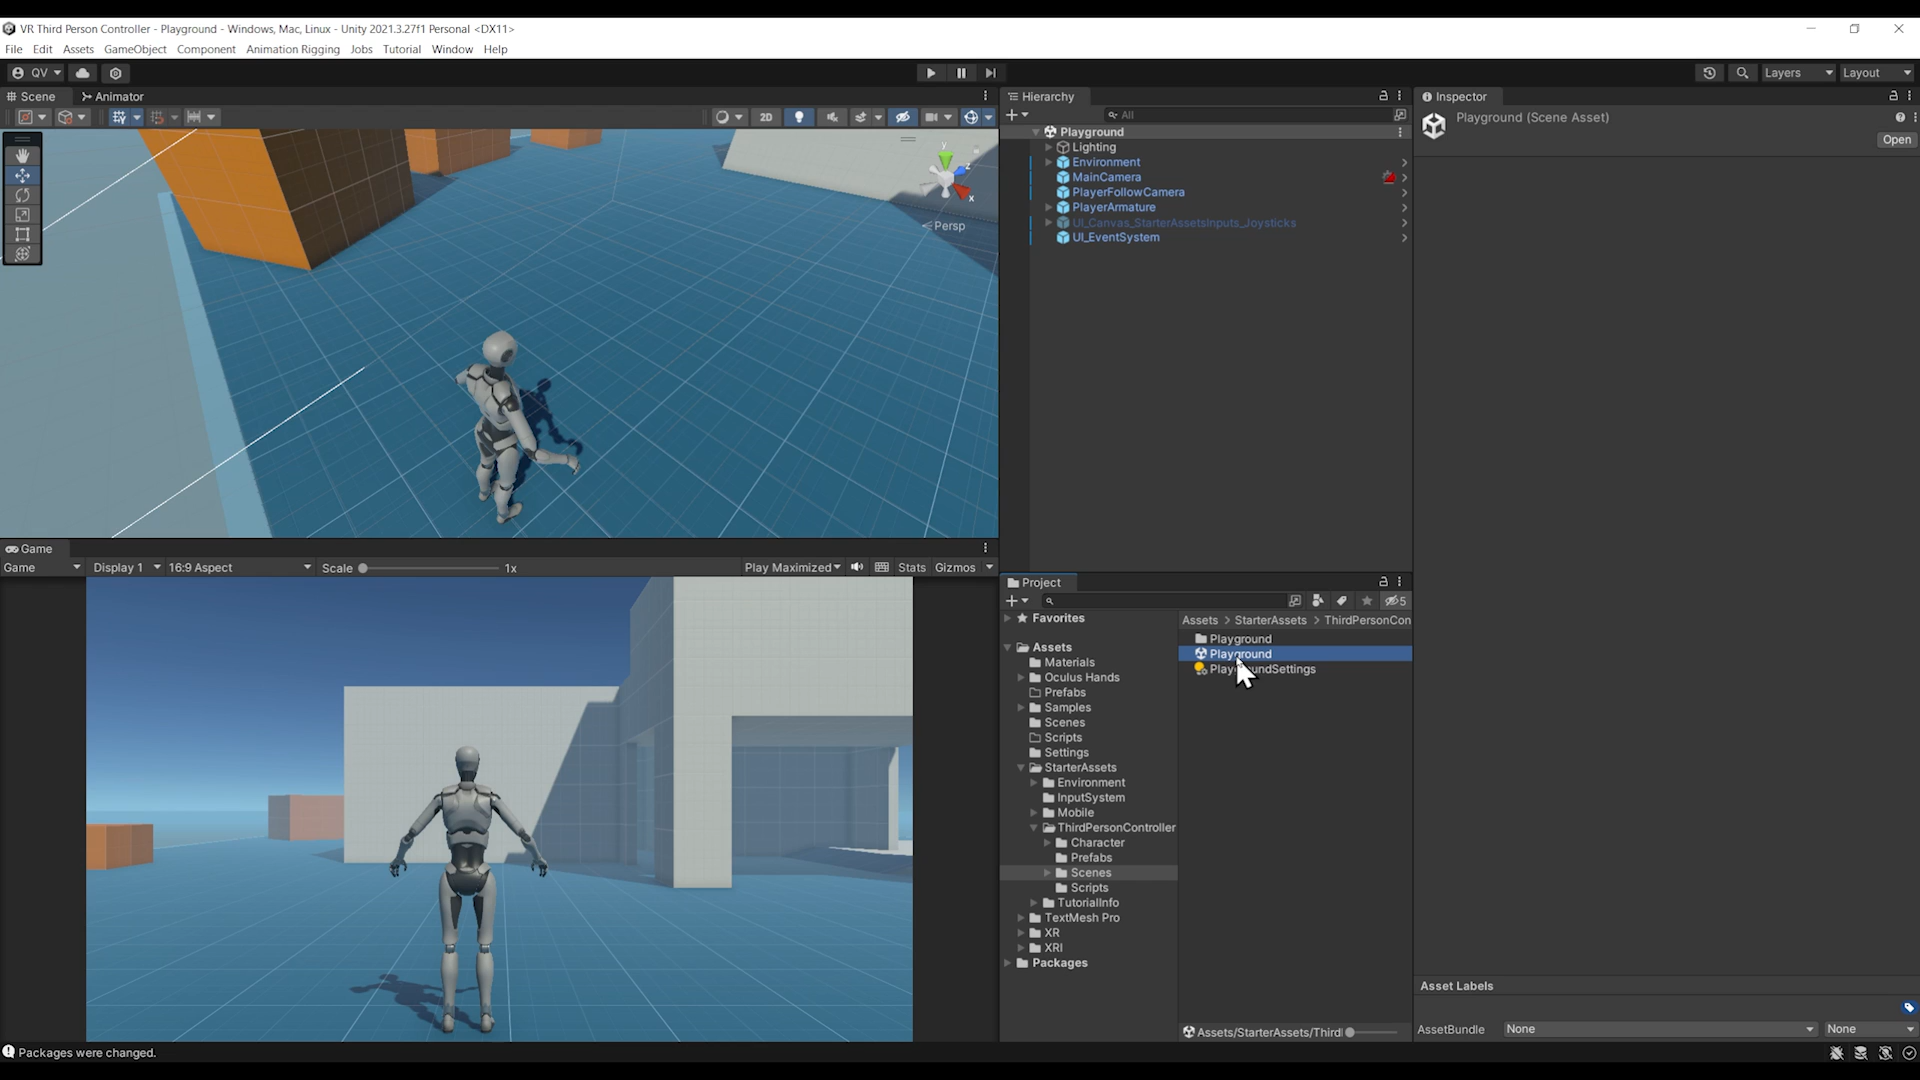 VR Third Person Controller - Playground - Windows, Mac, Linux - Unity 2021.3.27f1 Personal <DX11>
File Edit Assets GameObject Component Animation Rigging Jobs Tutorial Window Help
QV Layers Layout
Scene Animator
2D
y
z
x
Persp
Hierarchy
All
Playground
Lighting
Environment
MainCamera
PlayerFollowCamera
PlayerArmature
UI_Canvas_StarterAssetsInputs_Joysticks
UI_EventSystem
Inspector
Playground (Scene Asset)
Open
Game
Game Display 1 16:9 Aspect Scale 1x Play Maximized Stats Gizmos
Project
5
Favorites
Assets
Materials
Oculus Hands
Prefabs
Samples
Scenes
Scripts
Settings
StarterAssets
Environment
InputSystem
Mobile
ThirdPersonController
Character
Prefabs
Scenes
Scripts
TutorialInfo
TextMesh Pro
XR
XRI
Packages
Assets > StarterAssets > ThirdPersonCon
Playground
Playground
PlaygroundSettings
Assets/StarterAssets/Third
Asset Labels
AssetBundle None None
Packages were changed.